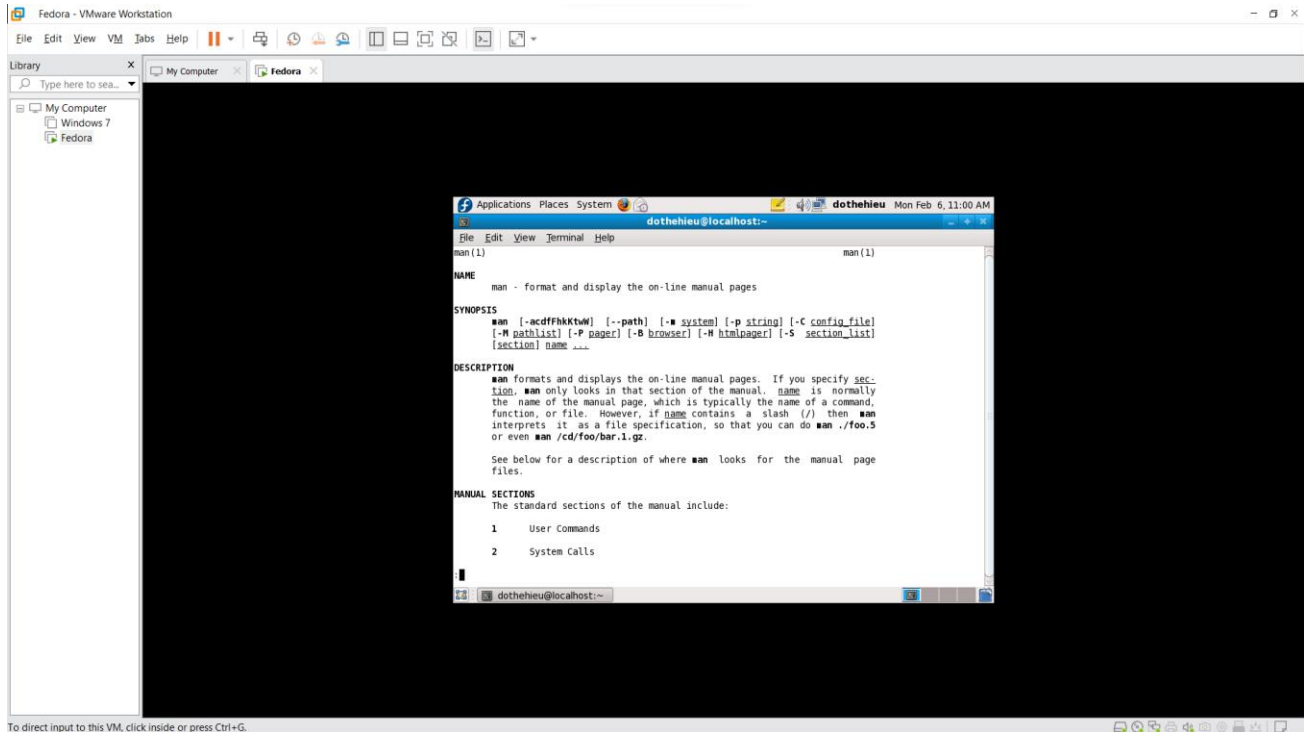 Fedora - VMware Workstation
File Edit View VM Tabs Help
Library
Type here to sea...
My Computer
Windows 7
Fedora
My Computer
Fedora
Applications Places System
dothehieu Mon Feb 6, 11:00 AM
dothehieu@localhost:~
File Edit View Terminal Help
man(1) man(1)
NAME
man - format and display the on-line manual pages
SYNOPSIS
man [-acdfFhkKtwW] [--path] [-m system] [-p string] [-C config_file]
[-M pathlist] [-P pager] [-B browser] [-H htmlpager] [-S section_list]
[section] name ...
DESCRIPTION
man formats and displays the on-line manual pages. If you specify sec-
tion, man only looks in that section of the manual. name is normally
the name of the manual page, which is typically the name of a command,
function, or file. However, if name contains a slash (/) then man
interprets it as a file specification, so that you can do man ./foo.5
or even man /cd/foo/bar.1.gz.
See below for a description of where man looks for the manual page
files.
MANUAL SECTIONS
The standard sections of the manual include:
1 User Commands
2 System Calls
:
dothehieu@localhost:~
To direct input to this VM, click inside or press Ctrl+G.